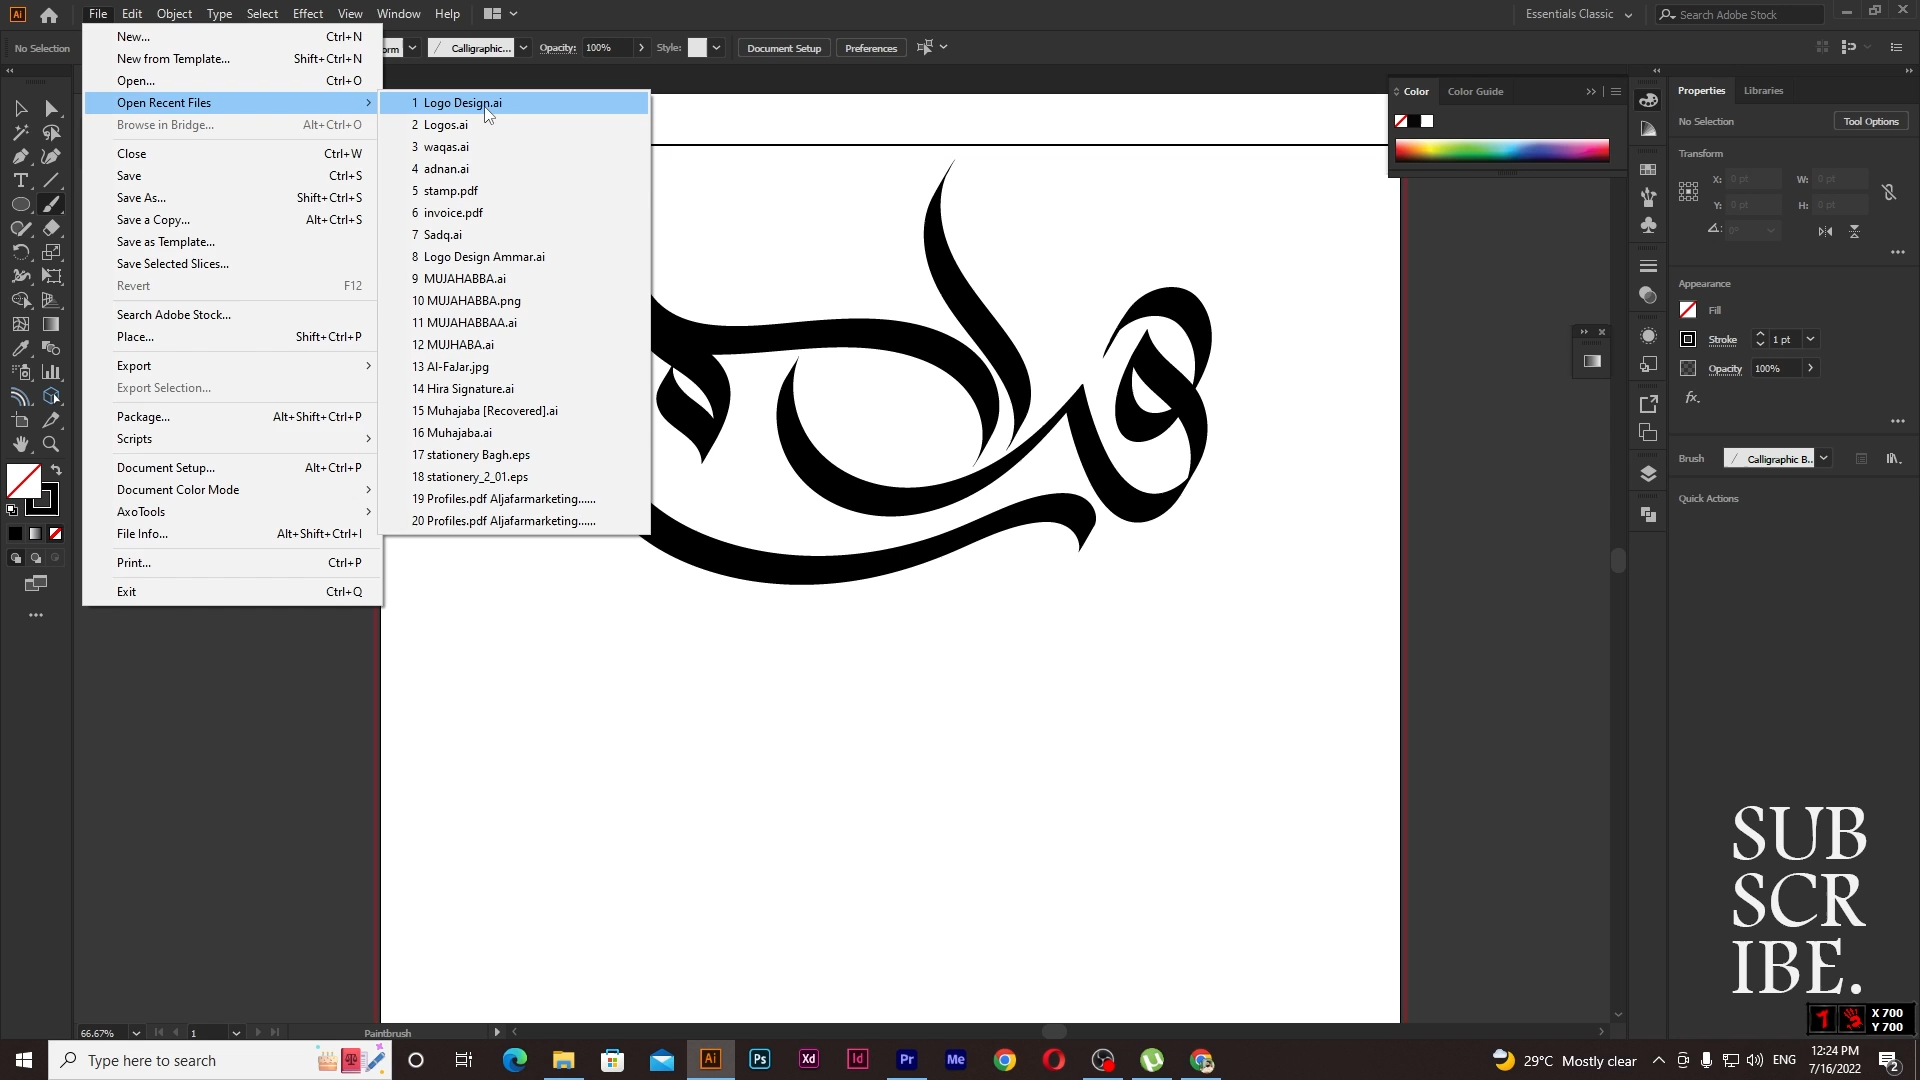 File Edit Object Type Select Effect View Window Help
Essentials Classic
Search Adobe Stock
No Selection
Calligraphic...
Opacity: 100%
Style:
Document Setup
Preferences
New... Ctrl+N
New from Template... Shift+Ctrl+N
Open... Ctrl+O
Open Recent Files
Browse in Bridge... Alt+Ctrl+O
Close Ctrl+W
Save Ctrl+S
Save As... Shift+Ctrl+S
Save a Copy... Alt+Ctrl+S
Save as Template...
Save Selected Slices...
Revert F12
Search Adobe Stock...
Place... Shift+Ctrl+P
Export
Export Selection...
Package... Alt+Shift+Ctrl+P
Scripts
Document Setup... Alt+Ctrl+P
Document Color Mode
AxoTools
File Info... Alt+Shift+Ctrl+I
Print... Ctrl+P
Exit Ctrl+Q
1 Logo Design.ai
2 Logos.ai
3 waqas.ai
4 adnan.ai
5 stamp.pdf
6 invoice.pdf
7 Sadq.ai
8 Logo Design Ammar.ai
9 MUJAHABBA.ai
10 MUJAHABBA.png
11 MUJAHABBAA.ai
12 MUJHABA.ai
13 Al-FaJar.jpg
14 Hira Signature.ai
15 Muhajaba [Recovered].ai
16 Muhajaba.ai
17 stationery Bagh.eps
18 stationery_2_01.eps
19 Profiles.pdf Aljafarmarketing......
20 Profiles.pdf Aljafarmarketing......
Color
Color Guide
Properties
Libraries
No Selection
Tool Options
Transform
X: 0 pt W: 0 pt
Y: 0 pt H: 0 pt
0°
Appearance
Fill
Stroke 1 pt
Opacity 100%
fx.
Brush Calligraphic B...
Quick Actions
SUB
SCR
IBE.
X 700
Y 700
66.67%
1
Paintbrush
Type here to search
Ai
Ps
Xd
Id
Pr
Me
29°C Mostly clear
ENG
12:24 PM
7/16/2022
2